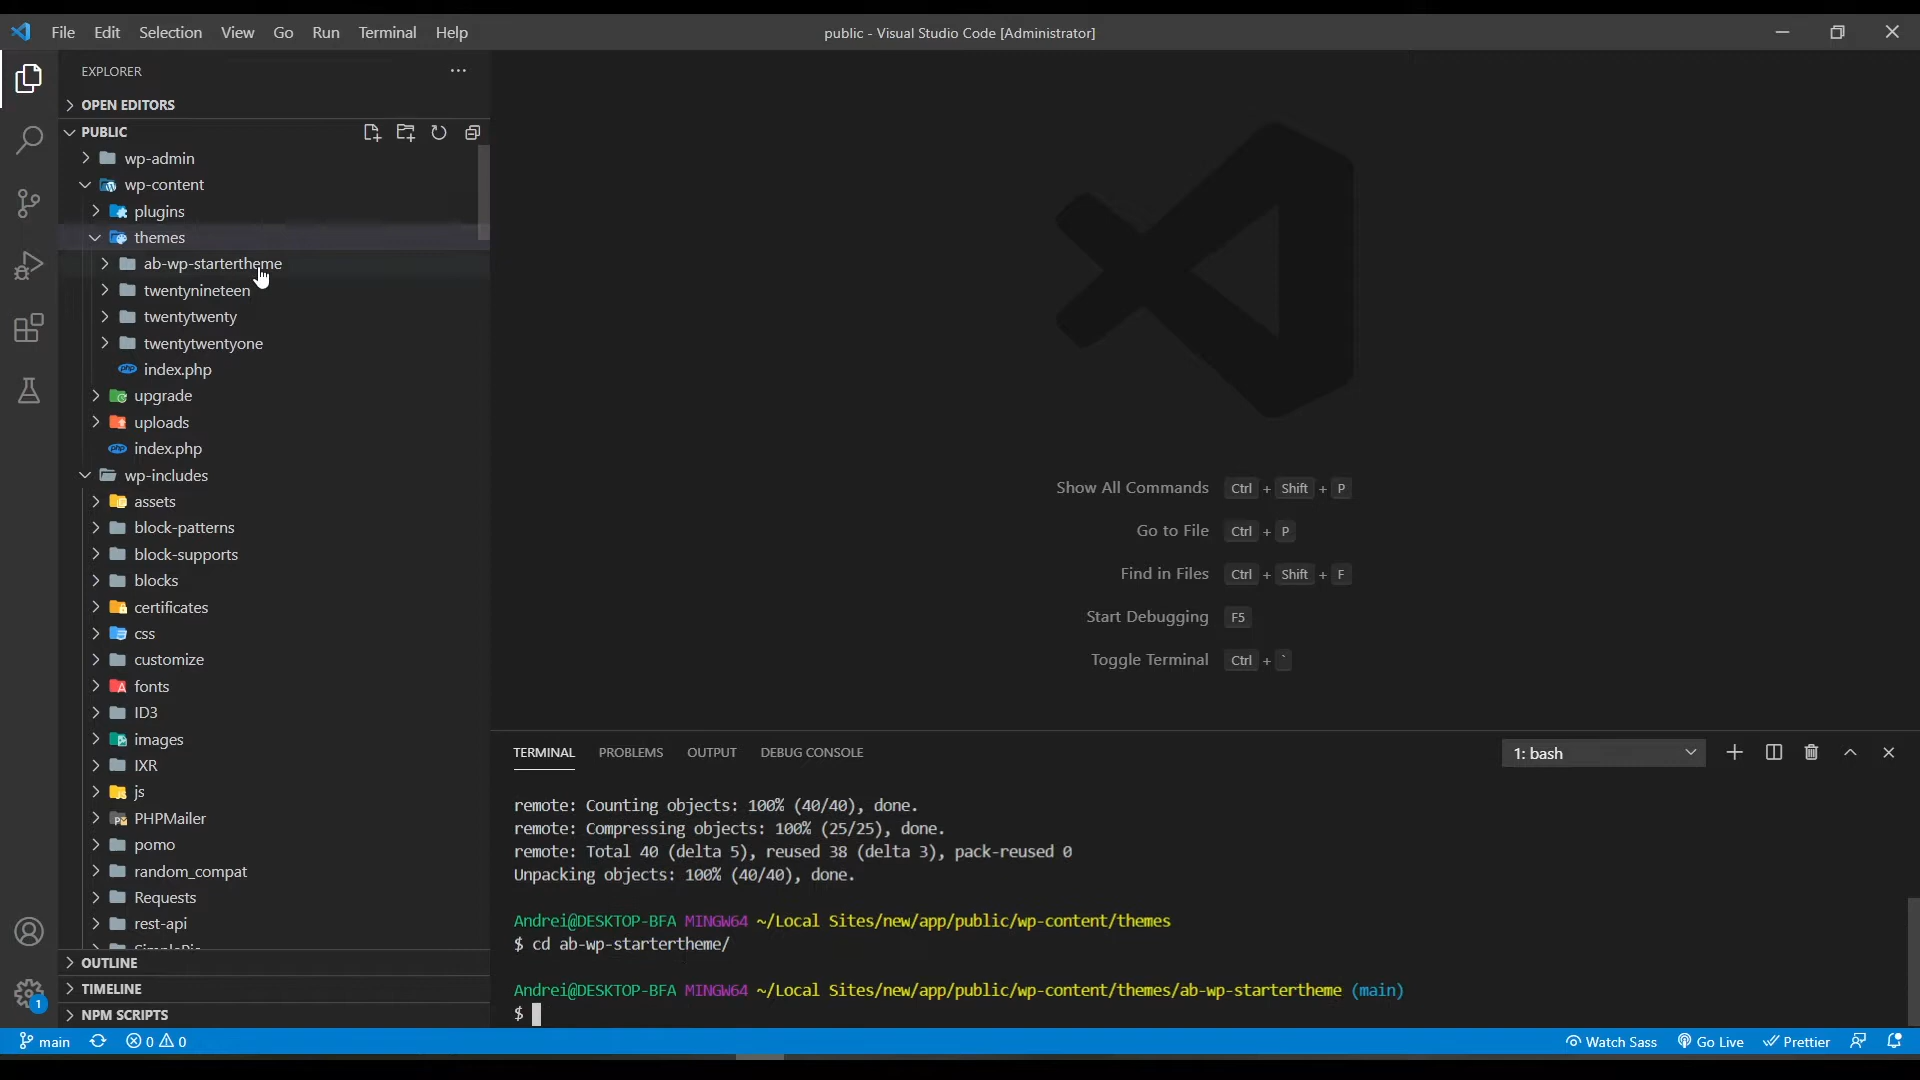 File Edit Selection View Go Run Terminal Help
public - Visual Studio Code [Administrator]
EXPLORER
OPEN EDITORS
PUBLIC
wp-admin
wp-content
plugins
themes
ab-wp-startertheme
twentynineteen
twentytwenty
twentytwentyone
php index.php
upgrade
uploads
php index.php
wp-includes
assets
block-patterns
block-supports
blocks
certificates
css
customize
fonts
ID3
images
IXR
js
PHPMailer
pomo
random_compat
Requests
rest-api
SimplePie
OUTLINE
TIMELINE
NPM SCRIPTS
1
Show All Commands Ctrl + Shift + P
Go to File Ctrl + P
Find in Files Ctrl + Shift + F
Start Debugging F5
Toggle Terminal Ctrl + `
TERMINAL PROBLEMS OUTPUT DEBUG CONSOLE
1: bash
remote: Counting objects: 100% (40/40), done.
remote: Compressing objects: 100% (25/25), done.
remote: Total 40 (delta 5), reused 38 (delta 3), pack-reused 0
Unpacking objects: 100% (40/40), done.
Andrei@DESKTOP-BFA MINGW64 ~/Local Sites/new/app/public/wp-content/themes
$ cd ab-wp-startertheme/
Andrei@DESKTOP-BFA MINGW64 ~/Local Sites/new/app/public/wp-content/themes/ab-wp-startertheme (main)
$
main 0 0 Watch Sass Go Live Prettier